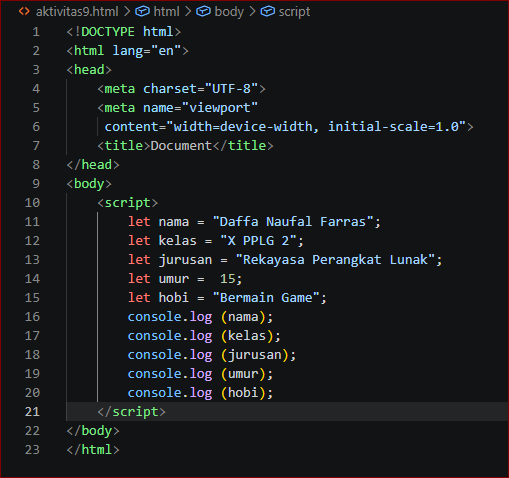 aktivitas9.html > html > body > script
1 <!DOCTYPE html>
2 <html lang="en">
3 <head>
4     <meta charset="UTF-8">
5     <meta name="viewport"
6      content="width=device-width, initial-scale=1.0">
7     <title>Document</title>
8 </head>
9 <body>
10     <script>
11         let nama = "Daffa Naufal Farras";
12         let kelas = "X PPLG 2";
13         let jurusan = "Rekayasa Perangkat Lunak";
14         let umur =  15;
15         let hobi = "Bermain Game";
16         console.log (nama);
17         console.log (kelas);
18         console.log (jurusan);
19         console.log (umur);
20         console.log (hobi);
21     </script>
22 </body>
23 </html>